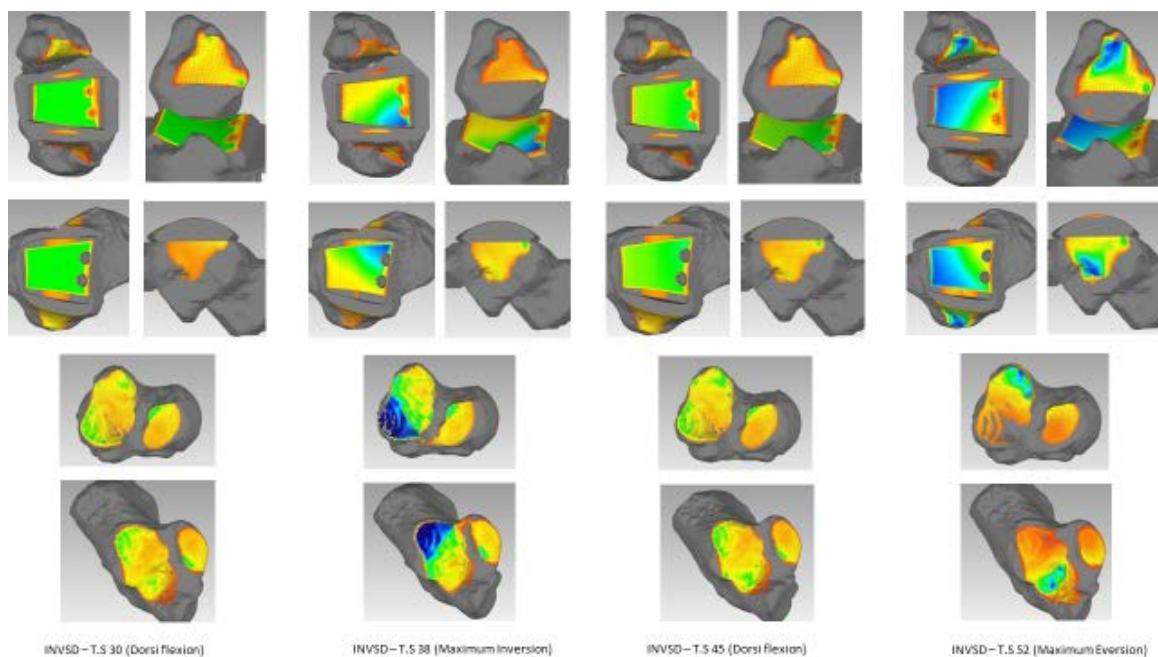 INVSD – T.S 30 (Dorsi flexion)
INVSD – T.S 38 (Maximum Inversion)
INVSD – T.S 45 (Dorsi flexion)
INVSD – T.S 52 (Maximum Eversion)